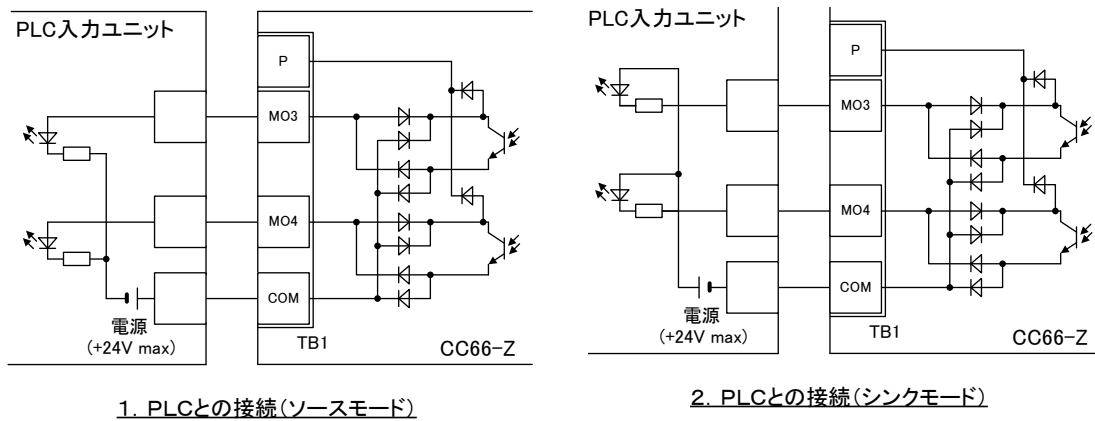 PLC入力ユニット
P
MO3
MO4
COM
電源
(+24V max)
TB1
CC66-Z
1. PLCとの接続(ソースモード)
PLC入力ユニット
P
MO3
MO4
COM
電源
(+24V max)
TB1
CC66-Z
2. PLCとの接続(シンクモード)